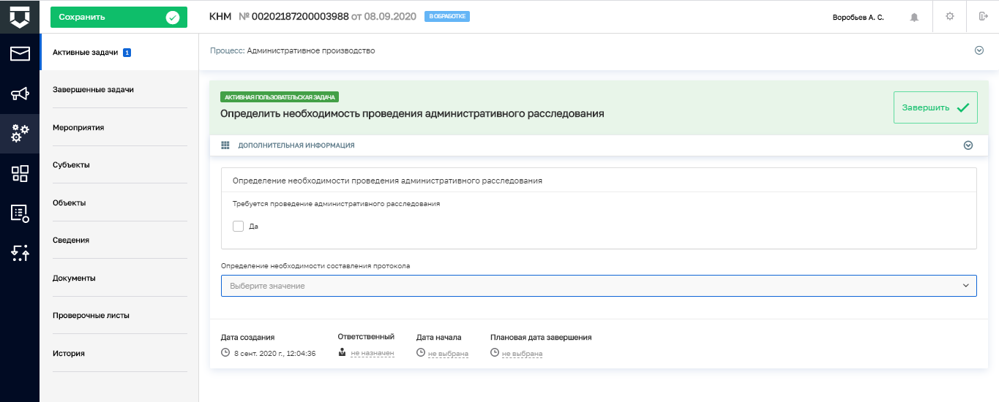 Сохранить
КНМ № 00202187200003988 от 08.09.2020 В ОБРАБОТКЕ
Воробьев А. С.
Активные задачи 1
Завершенные задачи
Мероприятия
Субъекты
Объекты
Сведения
Документы
Проверочные листы
История
Процесс: Административное производство
АКТИВНАЯ ПОЛЬЗОВАТЕЛЬСКАЯ ЗАДАЧА
Определить необходимость проведения административного расследования
Завершить
ДОПОЛНИТЕЛЬНАЯ ИНФОРМАЦИЯ
Определение необходимости проведения административного расследования
Требуется проведение административного расследования
Да
Определение необходимости составления протокола
Выберите значение
Дата создания Ответственный Дата начала Плановая дата завершения
8 сент. 2020 г., 12:04:36 не назначен не выбрана не выбрана